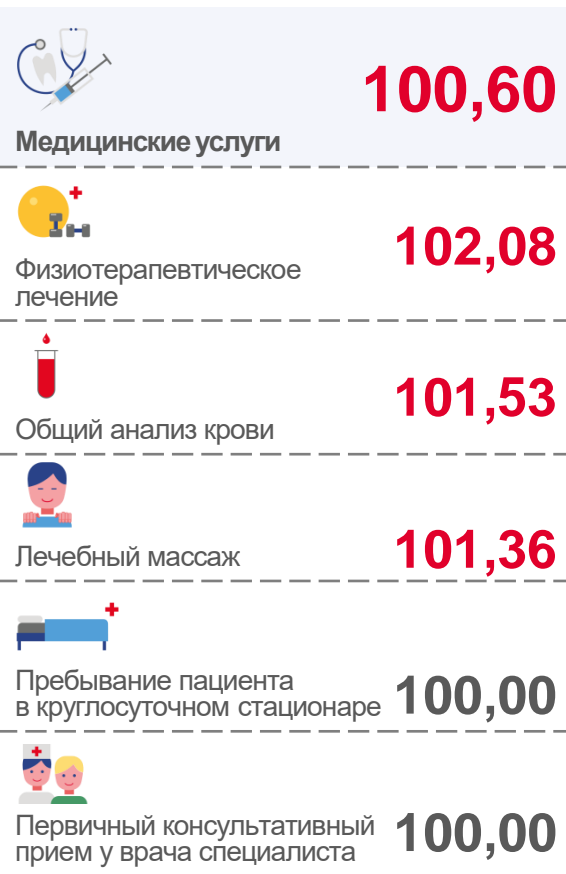 100,60
Медицинские услуги
102,08
Физиотерапевтическое
лечение
101,53
Общий анализ крови
101,36
Лечебный массаж
Пребывание пациента
в круглосуточном стационаре
100,00
Первичный консультативный
прием у врача специалиста
100,00